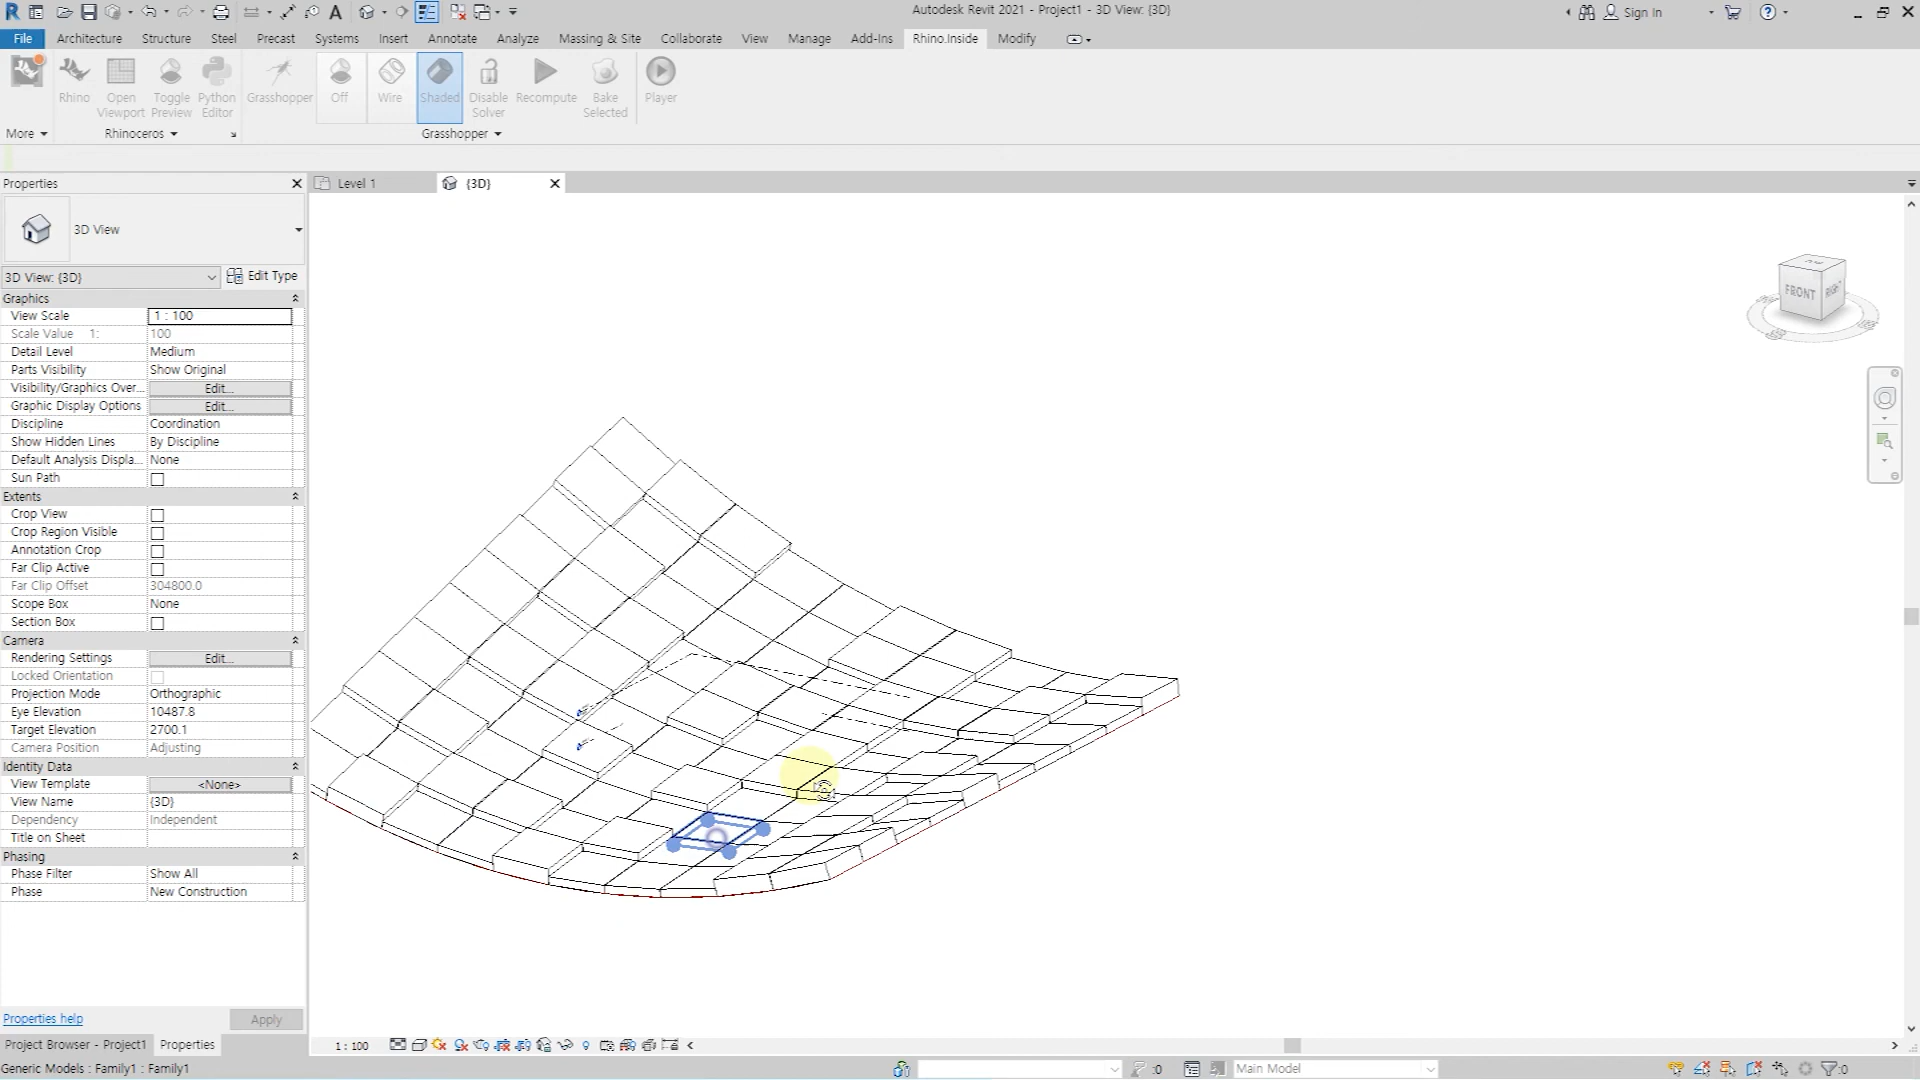 Autodesk Revit 2021 - Project1 - 3D View: {3D}
Sign In
File Architecture Structure Steel Precast Systems Insert Annotate Analyze Massing & Site Collaborate View Manage Add-Ins Rhino.Inside Modify
Rhino
Open Viewport
Toggle Preview
Python Editor
Grasshopper
Off
Wire
Shaded
Disable Solver
Recompute
Bake Selected
Player
More Rhinoceros Grasshopper
Properties
Level 1
{3D}
3D View
3D View: {3D} Edit Type
Graphics
View Scale 1 : 100
Scale Value 1: 100
Detail Level Medium
Parts Visibility Show Original
Visibility/Graphics Over... Edit...
Graphic Display Options Edit...
Discipline Coordination
Show Hidden Lines By Discipline
Default Analysis Displa... None
Sun Path
Extents
Crop View
Crop Region Visible
Annotation Crop
Far Clip Active
Far Clip Offset 304800.0
Scope Box None
Section Box
Camera
Rendering Settings Edit...
Locked Orientation
Projection Mode Orthographic
Eye Elevation 10487.8
Target Elevation 2700.1
Camera Position Adjusting
Identity Data
View Template <None>
View Name {3D}
Dependency Independent
Title on Sheet
Phasing
Phase Filter Show All
Phase New Construction
FRONT RIGHT
Properties help Apply
Project Browser - Project1 Properties
1 : 100
Generic Models : Family1 : Family1
:0
Main Model
:0